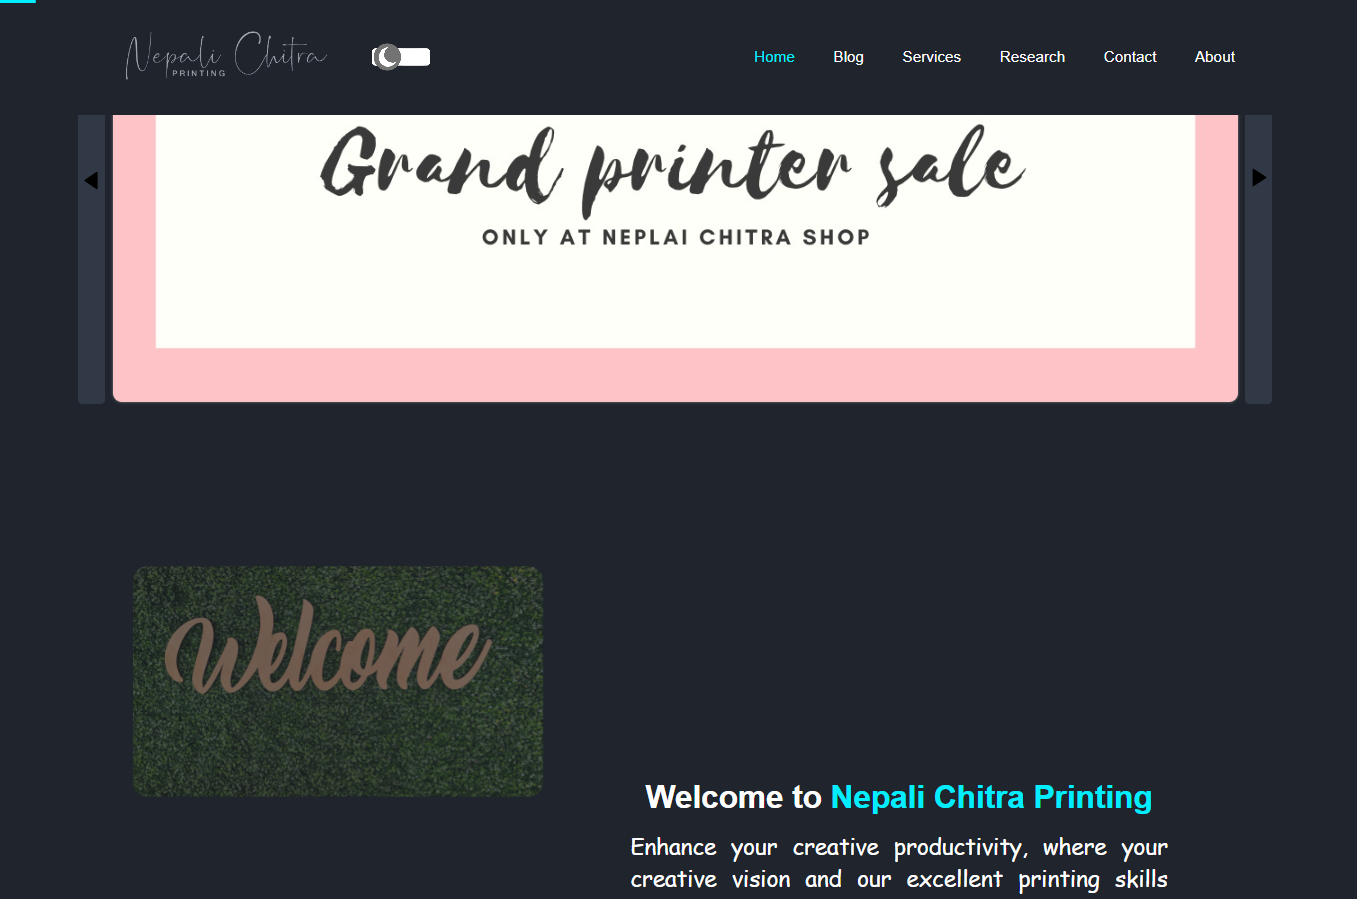 Nepali Chitra
PRINTING
Home Blog Services Research Contact About
Grand printer sale
ONLY AT NEPLAI CHITRA SHOP
Welcome
Welcome to Nepali Chitra Printing
Enhance your creative productivity, where your
creative vision and our excellent printing skills